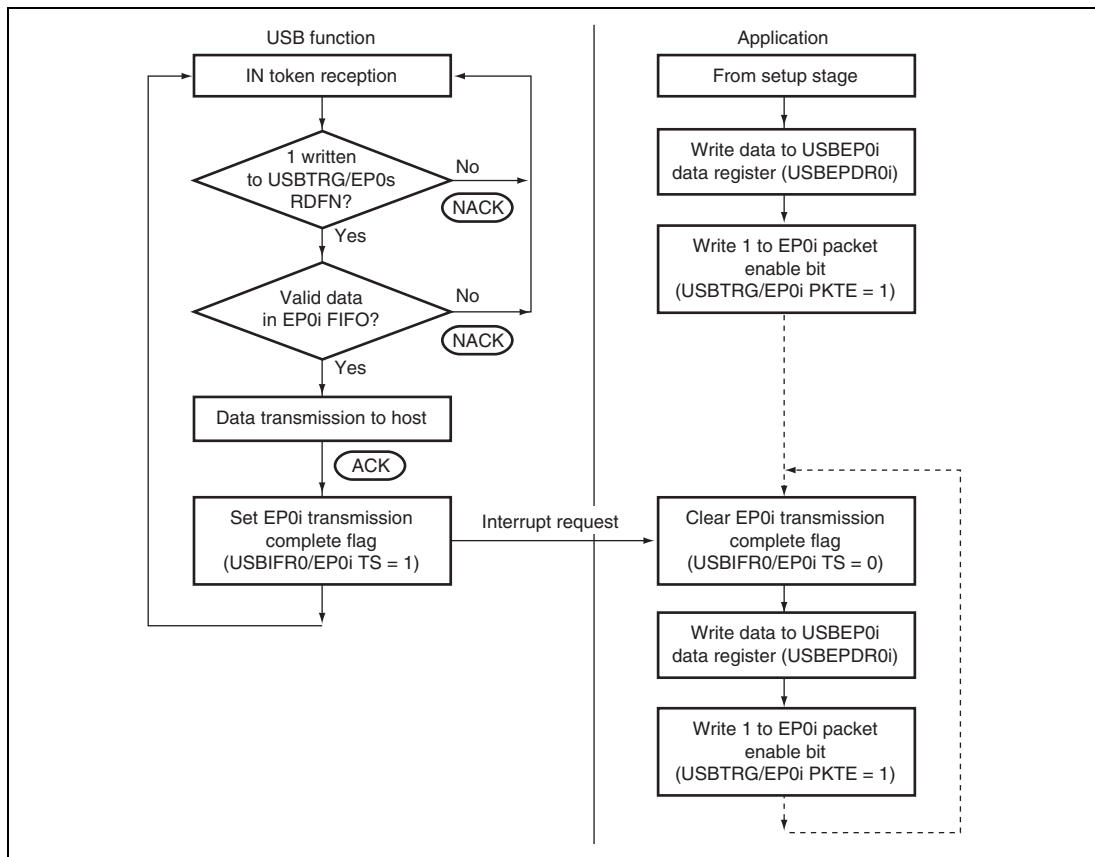 USB function
Application
IN token reception
1 written
to USBTRG/EP0s
RDFN?
No
NACK
Yes
Valid data
in EP0i FIFO?
No
NACK
Yes
Data transmission to host
ACK
Set EP0i transmission
complete flag
(USBIFR0/EP0i TS = 1)
Interrupt request
From setup stage
Write data to USBEP0i
data register (USBEPDR0i)
Write 1 to EP0i packet
enable bit
(USBTRG/EP0i PKTE = 1)
Clear EP0i transmission
complete flag
(USBIFR0/EP0i TS = 0)
Write data to USBEP0i
data register (USBEPDR0i)
Write 1 to EP0i packet
enable bit
(USBTRG/EP0i PKTE = 1)